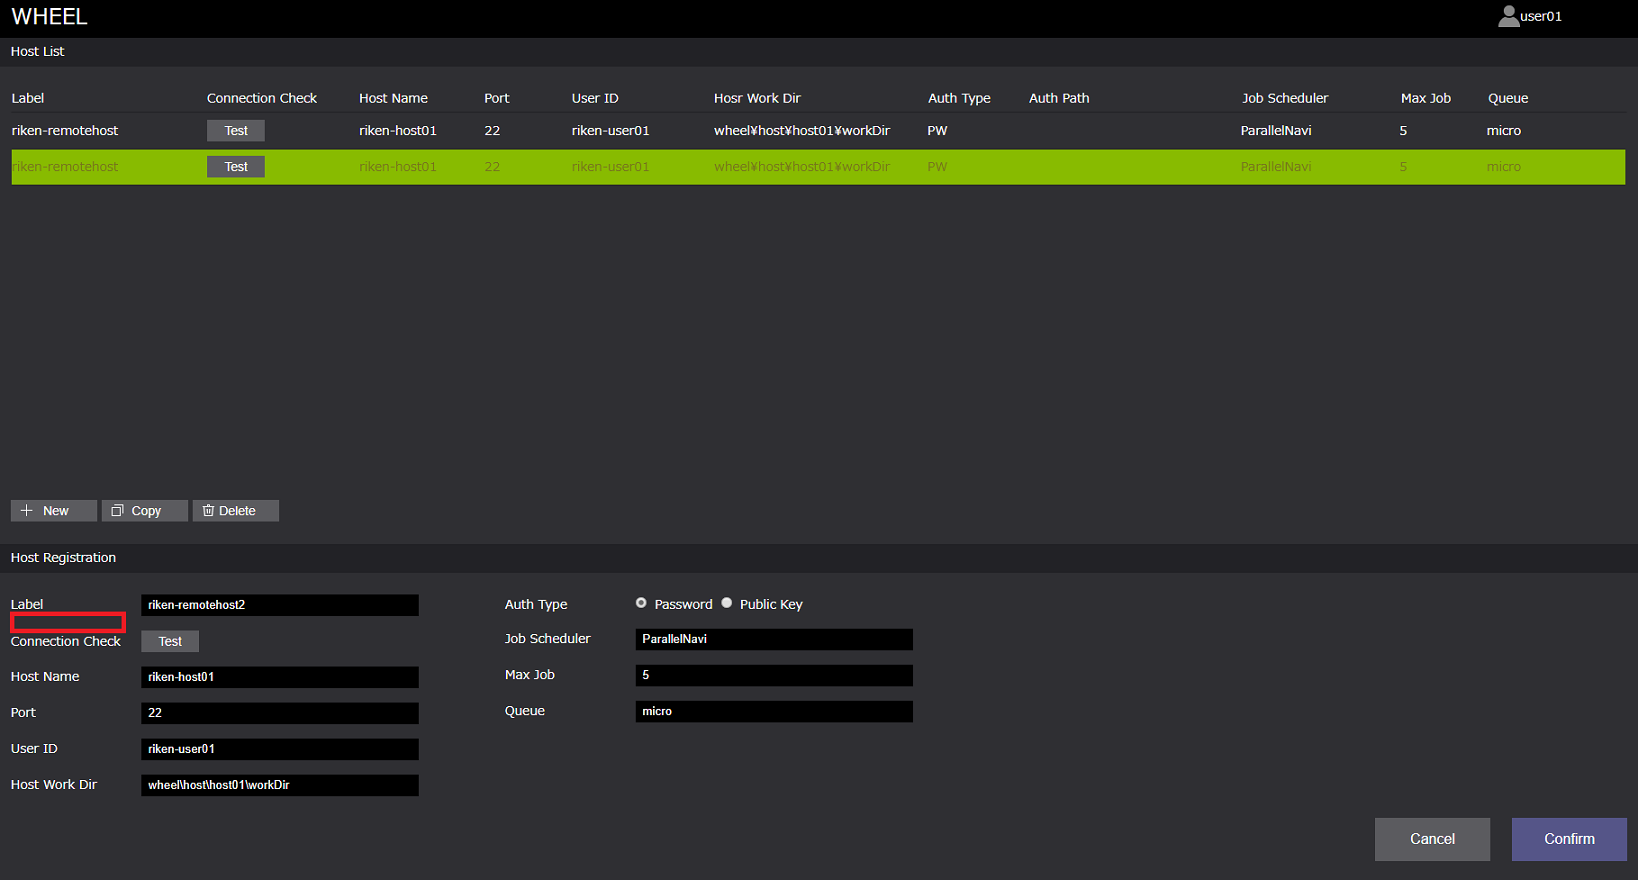 WHEEL
user01
Host List
Label Connection Check Host Name Port User ID Hosr Work Dir Auth Type Auth Path Job Scheduler Max Job Queue
riken-remotehost Test riken-host01 22 riken-user01 wheel¥host¥host01¥workDir PW ParallelNavi 5 micro
riken-remotehost Test riken-host01 22 riken-user01 wheel¥host¥host01¥workDir PW ParallelNavi 5 micro
New Copy Delete
Host Registration
Label riken-remotehost2
Connection Check Test
Host Name riken-host01
Port 22
User ID riken-user01
Host Work Dir wheel\host\host01\workDir
Auth Type Password Public Key
Job Scheduler ParallelNavi
Max Job 5
Queue micro
Cancel Confirm